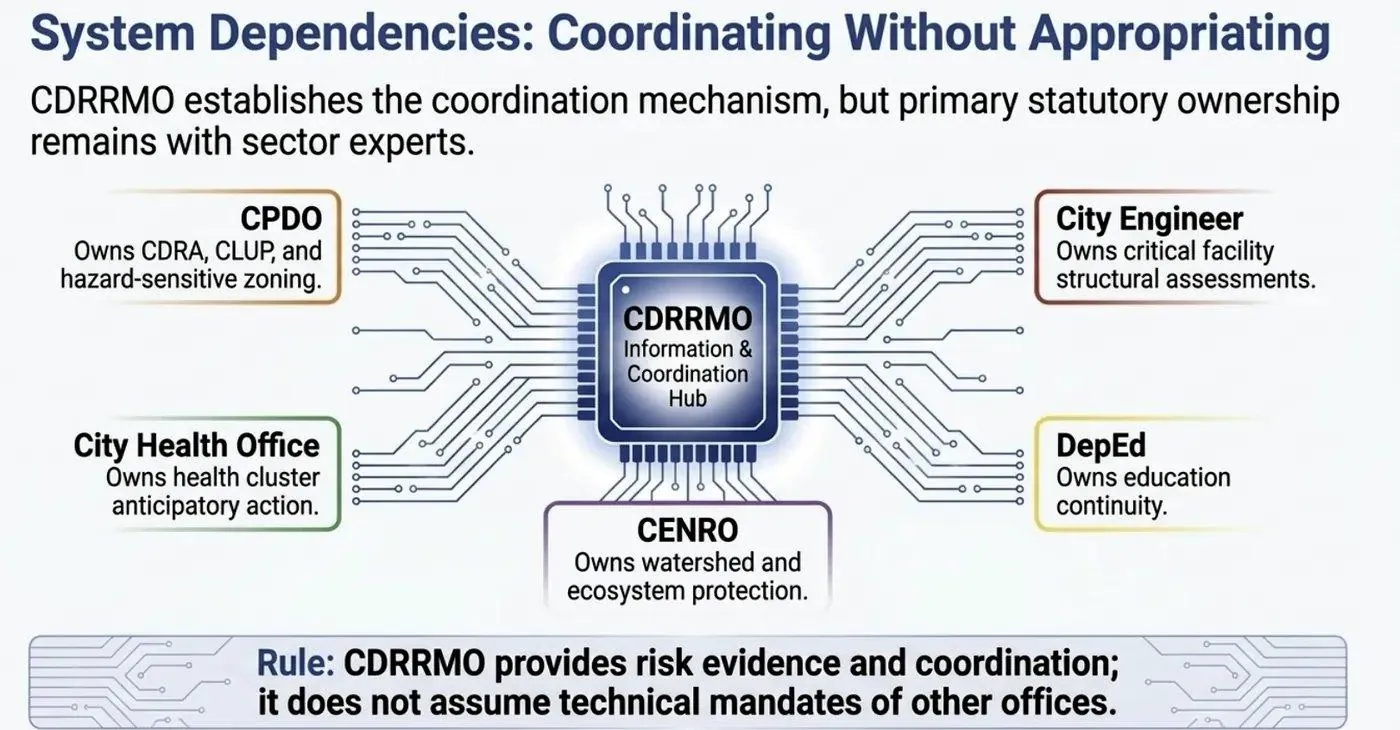 System Dependencies: Coordinating Without Appropriating
CDRRMO establishes the coordination mechanism, but primary statutory ownership
remains with sector experts.
CPDO
Owns CDRA, CLUP, and
hazard-sensitive zoning.
City Engineer
Owns critical facility
structural assessments.
CDRRMO
Information &
Coordination
Hub
City Health Office
Owns health cluster
anticipatory action.
DepEd
Owns education
continuity.
CENRO
Owns watershed and
ecosystem protection.
Rule: CDRRMO provides risk evidence and coordination;
it does not assume technical mandates of other offices.